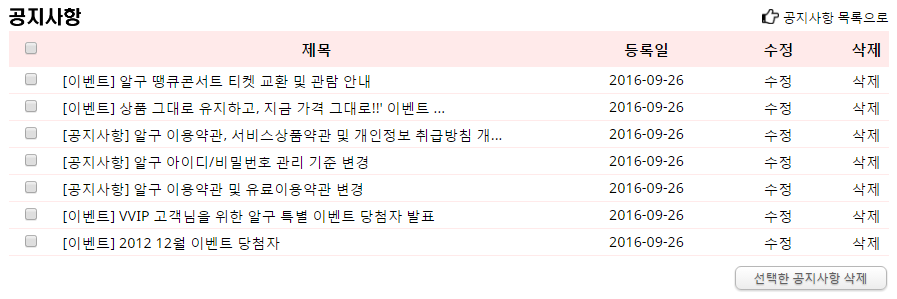 공지사항
공지사항 목록으로
제목 등록일 수정 삭제
[이벤트] 알구 땡큐콘서트 티켓 교환 및 관람 안내 2016-09-26 수정 삭제
[이벤트] 상품 그대로 유지하고, 지금 가격 그대로!!' 이벤트 ... 2016-09-26 수정 삭제
[공지사항] 알구 이용약관, 서비스상품약관 및 개인정보 취급방침 개... 2016-09-26 수정 삭제
[공지사항] 알구 아이디/비밀번호 관리 기준 변경 2016-09-26 수정 삭제
[공지사항] 알구 이용약관 및 유료이용약관 변경 2016-09-26 수정 삭제
[이벤트] VVIP 고객님을 위한 알구 특별 이벤트 당첨자 발표 2016-09-26 수정 삭제
[이벤트] 2012 12월 이벤트 당첨자 2016-09-26 수정 삭제
선택한 공지사항 삭제